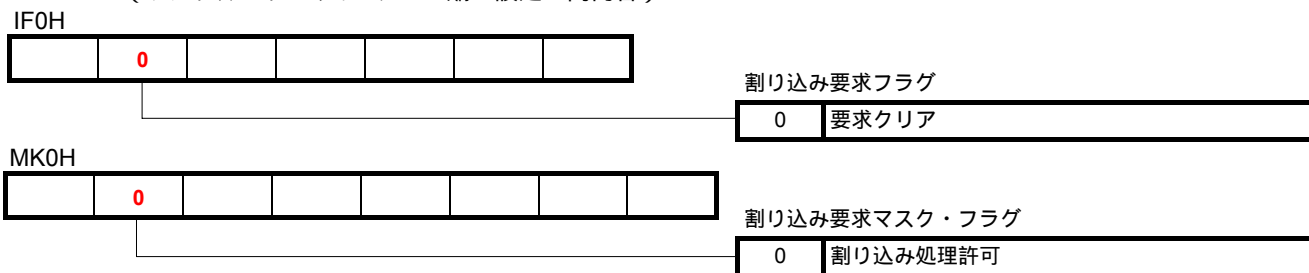 IF0H
0
割り込み要求フラグ
0 要求クリア
MK0H
0
割り込み要求マスク・フラグ
0 割り込み処理許可